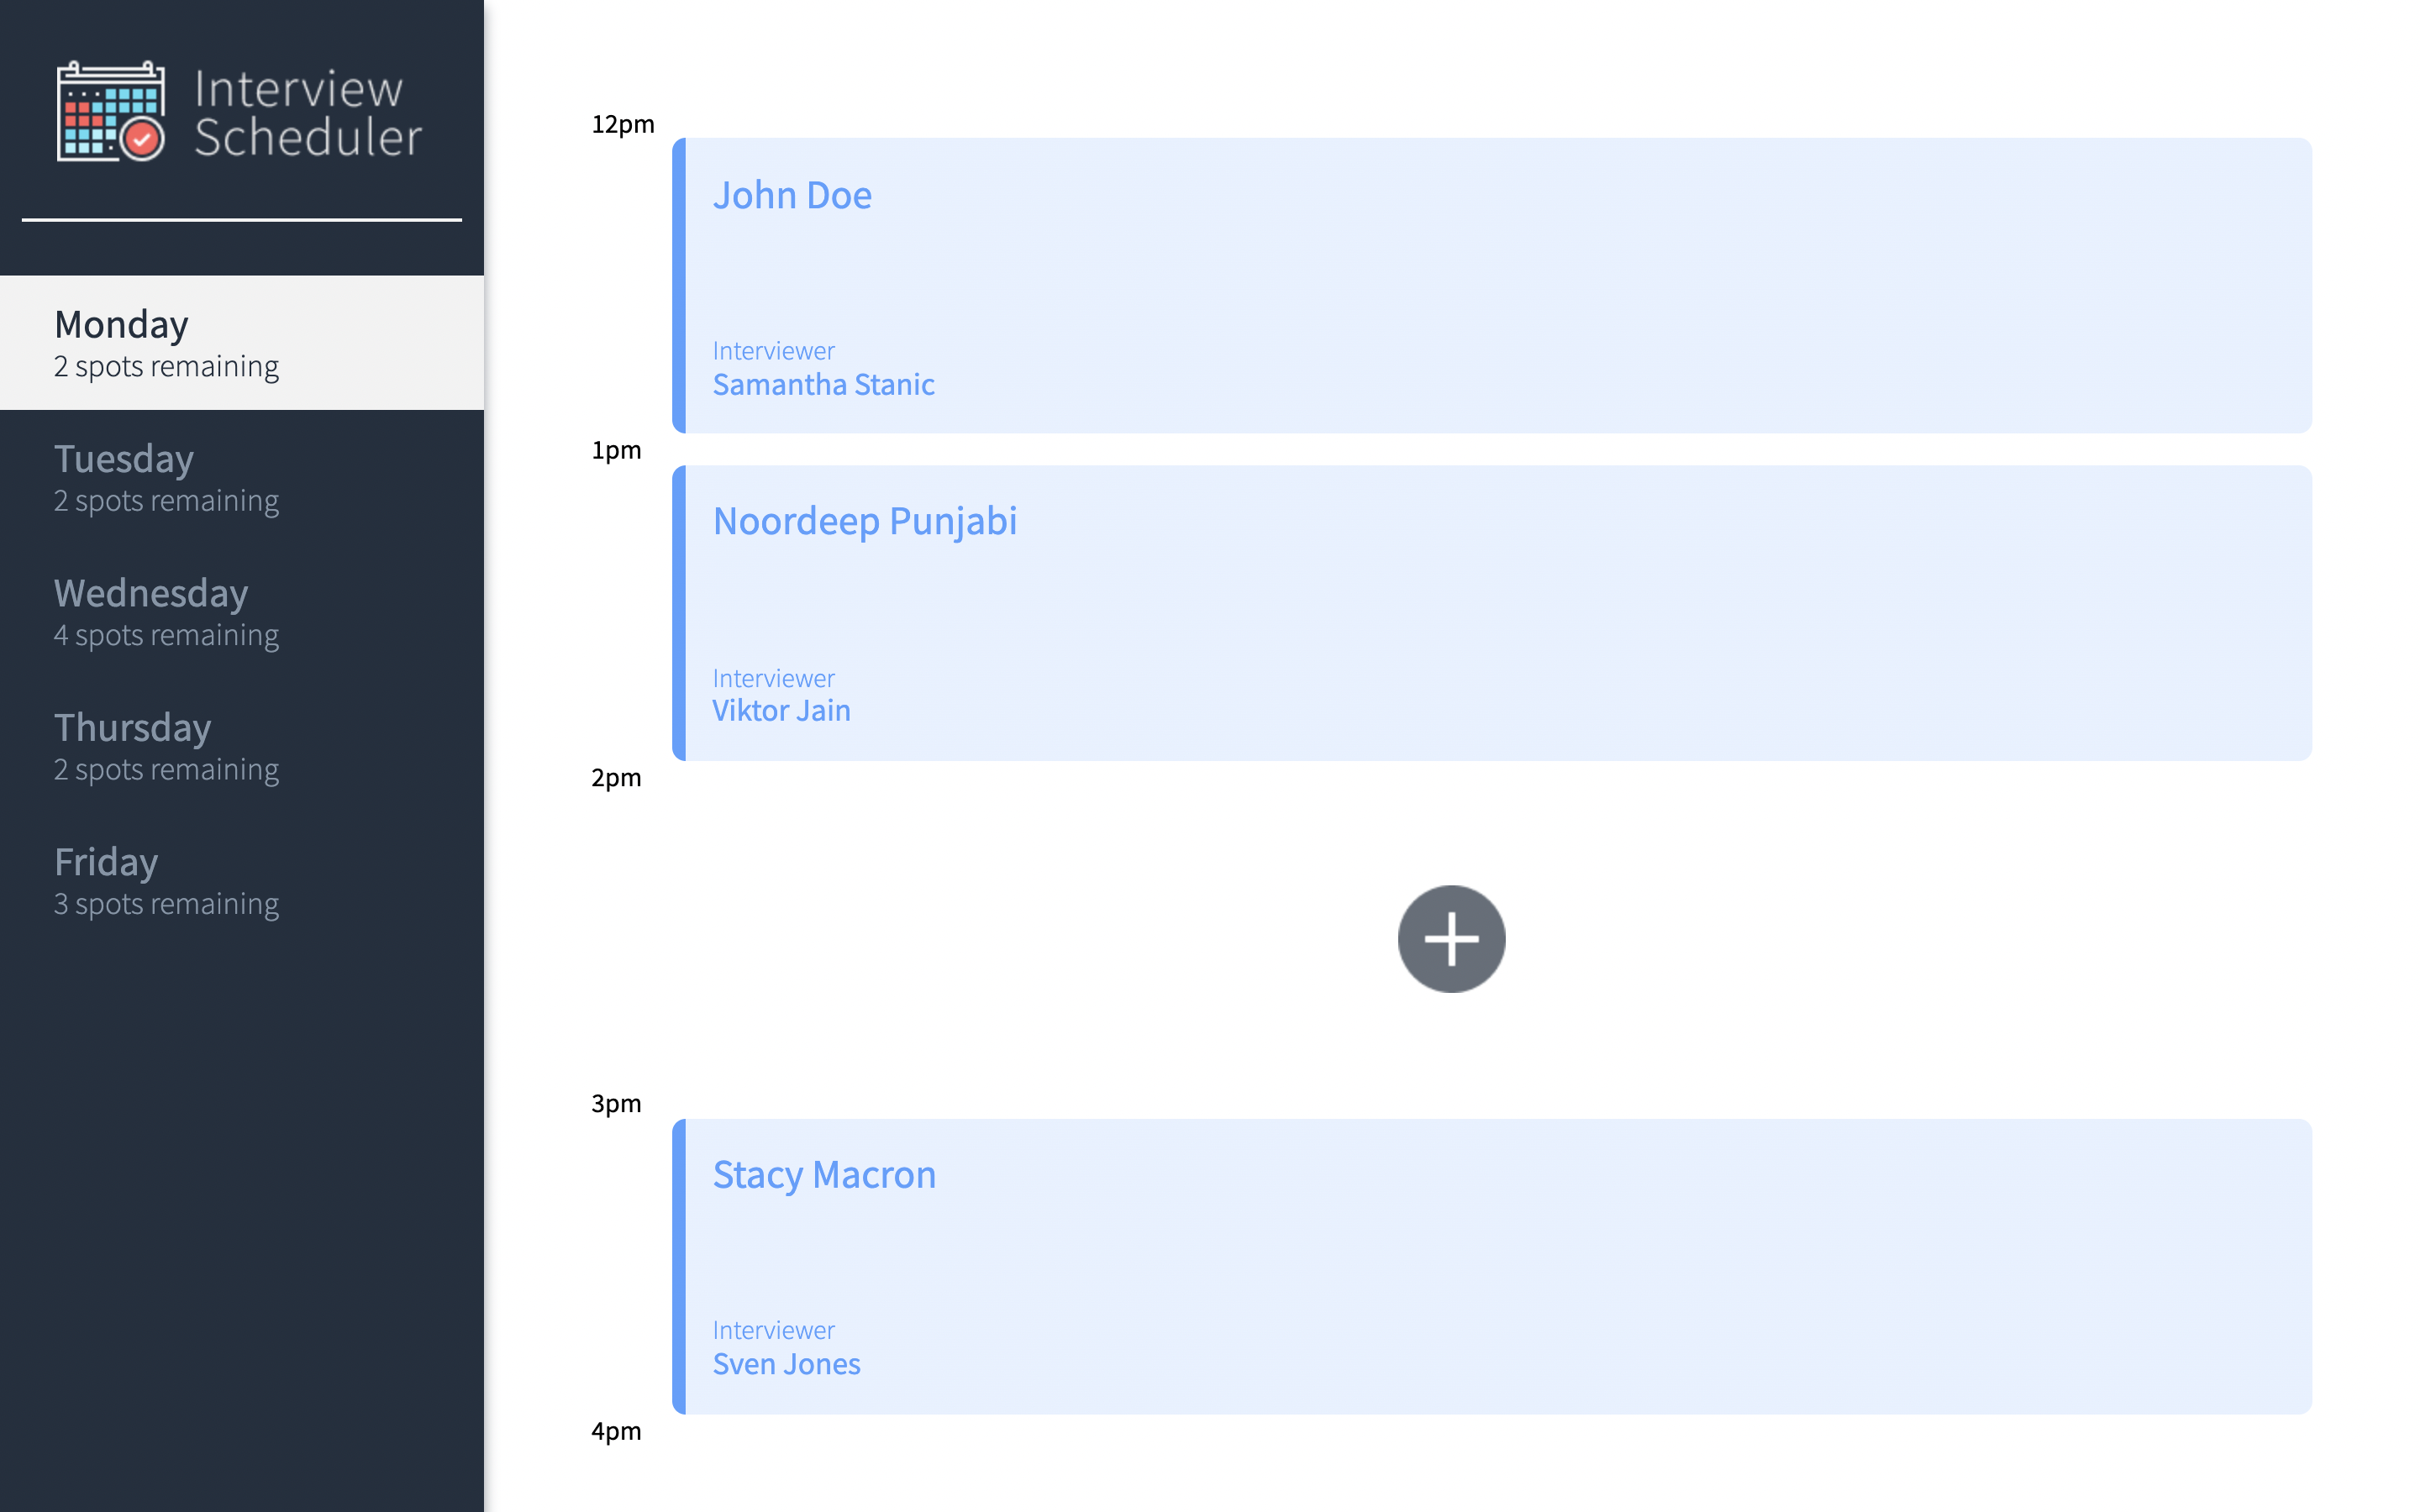 Interview
Scheduler
Monday
2 spots remaining
Tuesday
2 spots remaining
Wednesday
4 spots remaining
Thursday
2 spots remaining
Friday
3 spots remaining
12pm
John Doe
Interviewer
Samantha Stanic
1pm
Noordeep Punjabi
Interviewer
Viktor Jain
2pm
3pm
Stacy Macron
Interviewer
Sven Jones
4pm